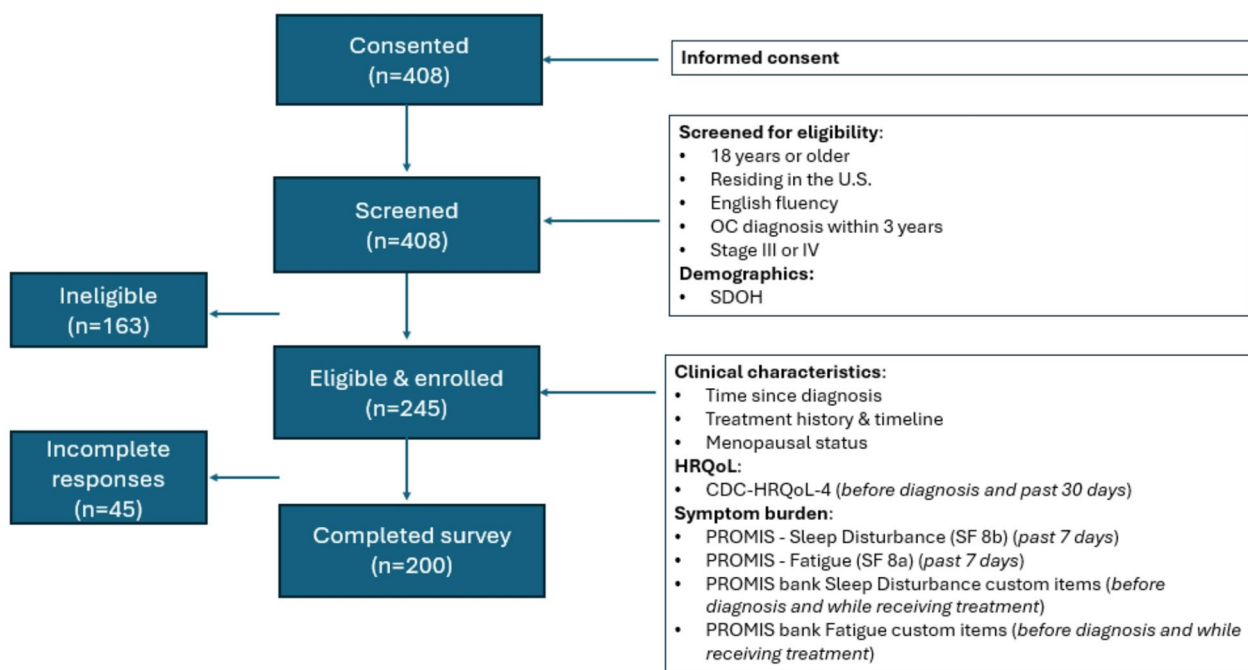 Consented
(n=408)
Informed consent
Screened for eligibility:
• 18 years or older
• Residing in the U.S.
• English fluency
• OC diagnosis within 3 years
• Stage III or IV
Demographics:
• SDOH
Screened
(n=408)
Ineligible
(n=163)
Eligible & enrolled
(n=245)
Clinical characteristics:
• Time since diagnosis
• Treatment history & timeline
• Menopausal status
HRQoL:
• CDC-HRQoL-4 (before diagnosis and past 30 days)
Symptom burden:
• PROMIS - Sleep Disturbance (SF 8b) (past 7 days)
• PROMIS - Fatigue (SF 8a) (past 7 days)
• PROMIS bank Sleep Disturbance custom items (before
diagnosis and while receiving treatment)
• PROMIS bank Fatigue custom items (before diagnosis and while
receiving treatment)
Incomplete
responses
(n=45)
Completed survey
(n=200)